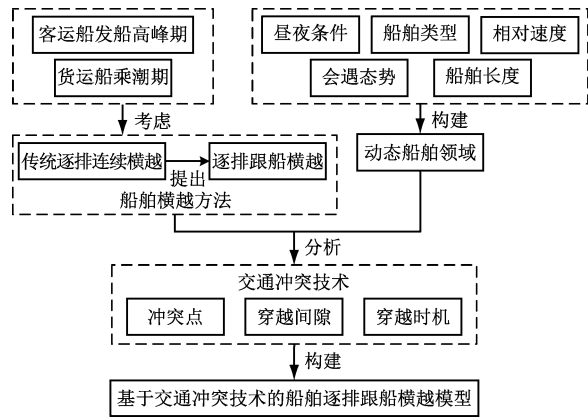 客运船发船高峰期
货运船乘潮期
昼夜条件
船舶类型
相对速度
会遇态势
船舶长度
考虑
构建
传统逐排连续横越
提出
逐排跟船横越
船舶横越方法
动态船舶领域
分析
交通冲突技术
冲突点
穿越间隙
穿越时机
构建
基于交通冲突技术的船舶逐排跟船横越模型